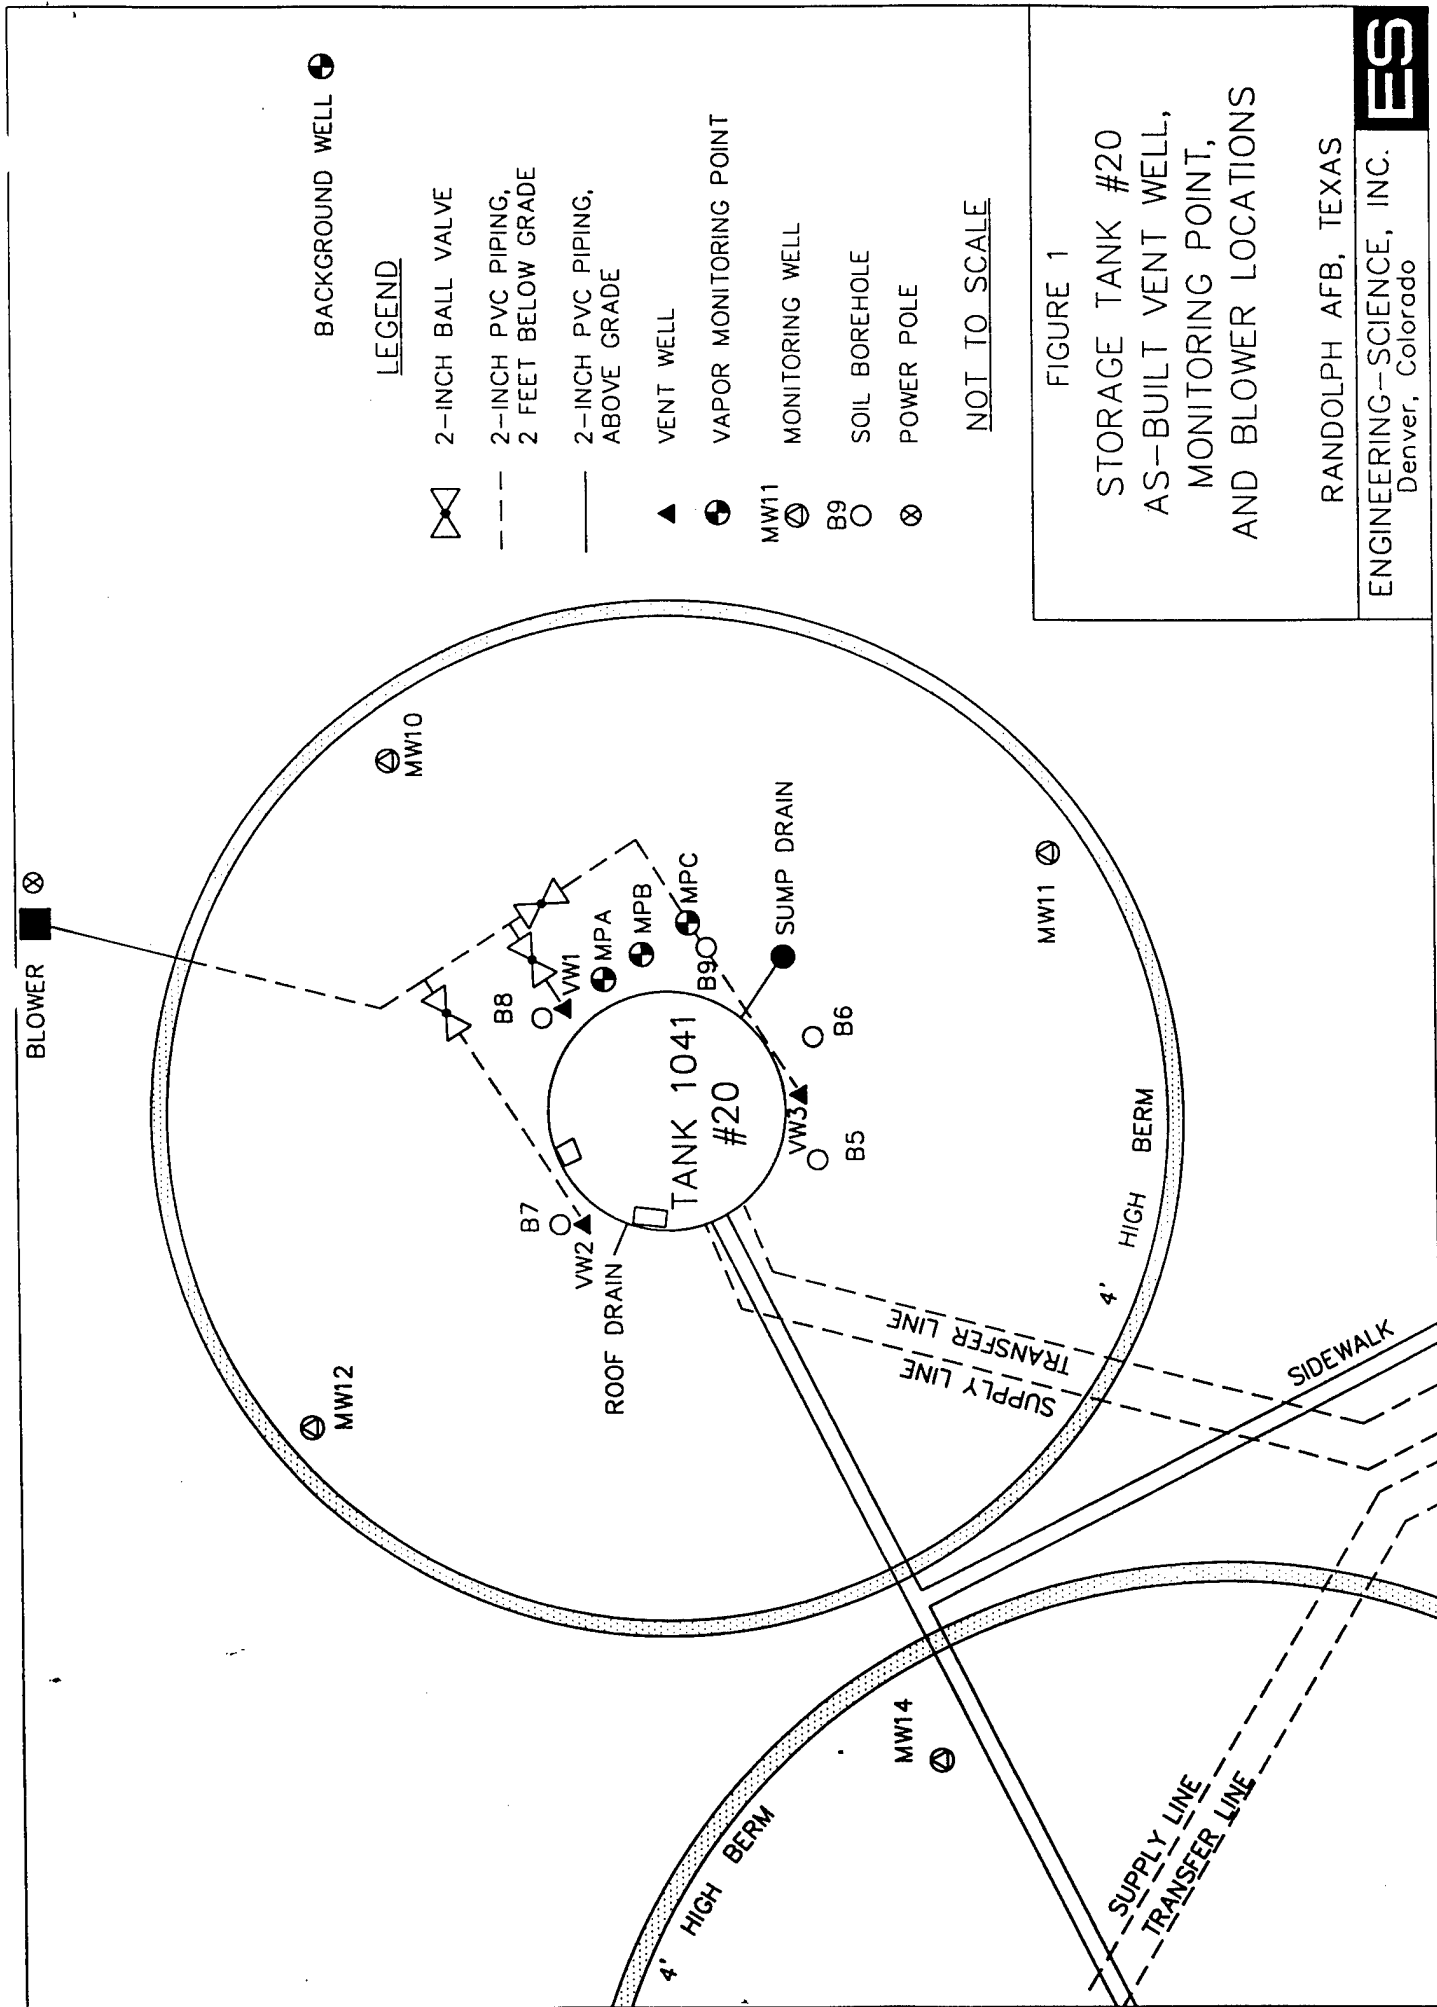 BACKGROUND WELL
LEGEND
2-INCH BALL VALVE
2-INCH PVC PIPING,
2 FEET BELOW GRADE
2-INCH PVC PIPING,
ABOVE GRADE
VENT WELL
VAPOR MONITORING POINT
MW11
MONITORING WELL
B9
SOIL BOREHOLE
POWER POLE
NOT TO SCALE
FIGURE 1
STORAGE TANK #20
AS-BUILT VENT WELL,
MONITORING POINT,
AND BLOWER LOCATIONS
RANDOLPH AFB, TEXAS
ENGINEERING-SCIENCE, INC.
Denver, Colorado
ES
BLOWER
MW10
MW12
B8
VW1
MPA
MPB
MPC
B9
SUMP DRAIN
TANK 1041
#20
B7
VW2
ROOF DRAIN
VW3
B6
B5
MW11
4' HIGH BERM
TRANSFER LINE
SUPPLY LINE
SIDEWALK
MW14
4' HIGH BERM
SUPPLY LINE
TRANSFER LINE